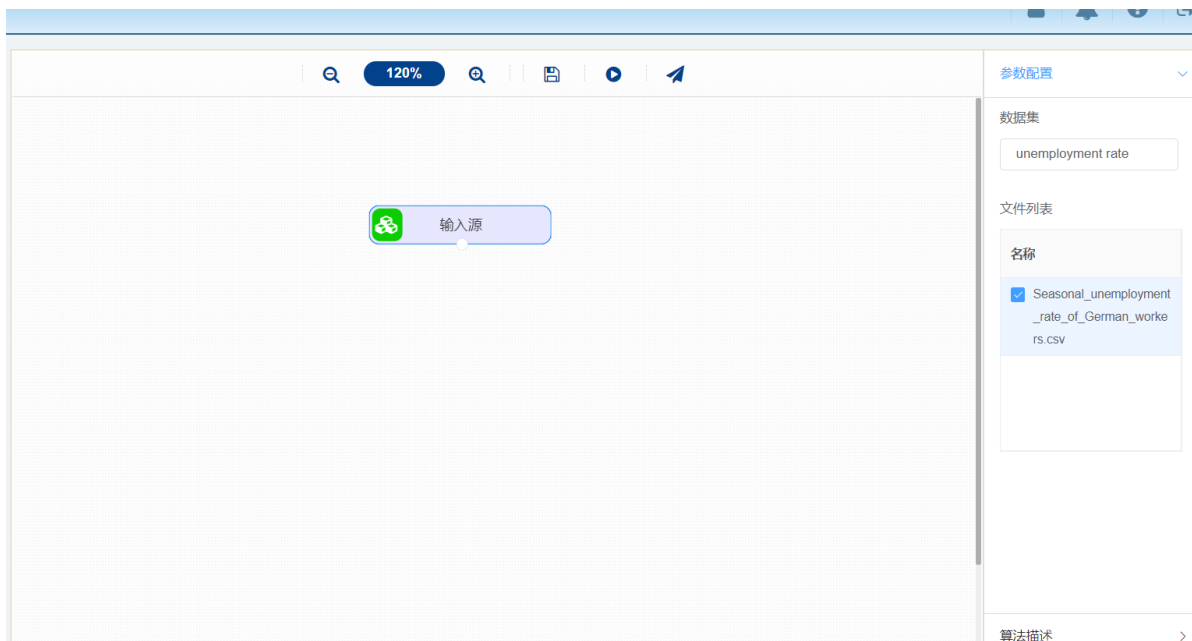 120%
参数配置
数据集
unemployment rate
输入源
文件列表
名称
Seasonal_unemployment
_rate_of_German_worke
rs.csv
算法描述